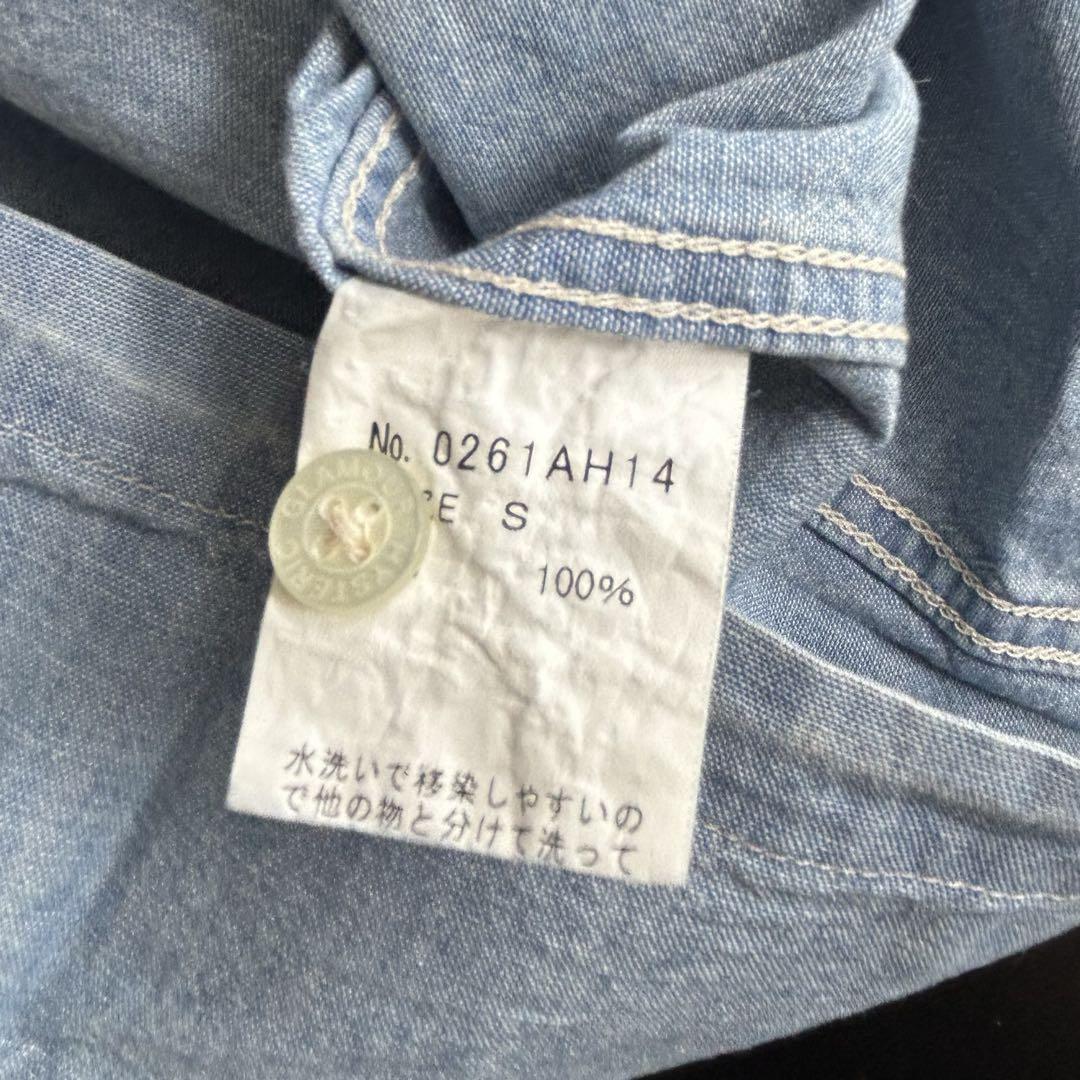 No. 0261AH14
S
100%
水洗いで移染しやすいの
で他の物と分けて洗って